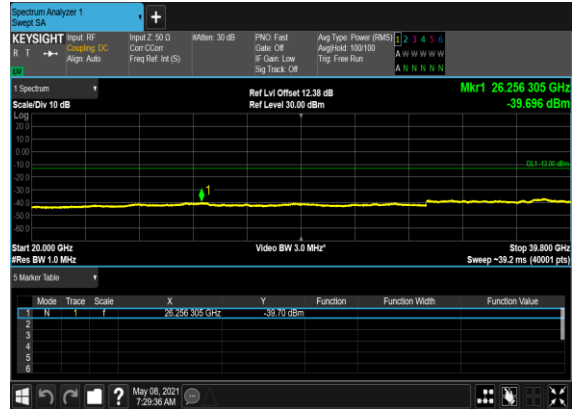 Spectrum Analyzer 1
Swept SA
+
KEYSIGHT Input: RF Input Z: 50 Ω #Atten: 30 dB PNO: Fast Avg Type: Power (RMS) 1 2 3 4 5 6
R T Coupling: DC Corr CCorr Gate: Off Avg|Hold: 100/100 A W W W W W
Align: Auto Freq Ref: Int (S) IF Gain: Low Trig: Free Run
LXI Sig Track: Off A N N N N N
1 Spectrum Ref Lvl Offset 12.38 dB Mkr1 26.256 305 GHz
Scale/Div 10 dB Ref Level 30.00 dBm -39.696 dBm
Log
20.0
10.0
0.00
-10.0 DL1 -13.00 dBm
-20.0
-30.0 1
-40.0
-50.0
-60.0
Start 20.000 GHz Video BW 3.0 MHz* Stop 39.800 GHz
#Res BW 1.0 MHz Sweep ~39.2 ms (40001 pts)
5 Marker Table
Mode Trace Scale X Y Function Function Width Function Value
1 N 1 f 26.256 305 GHz -39.70 dBm
2
3
4
5
6
? May 08, 2021
7:29:36 AM